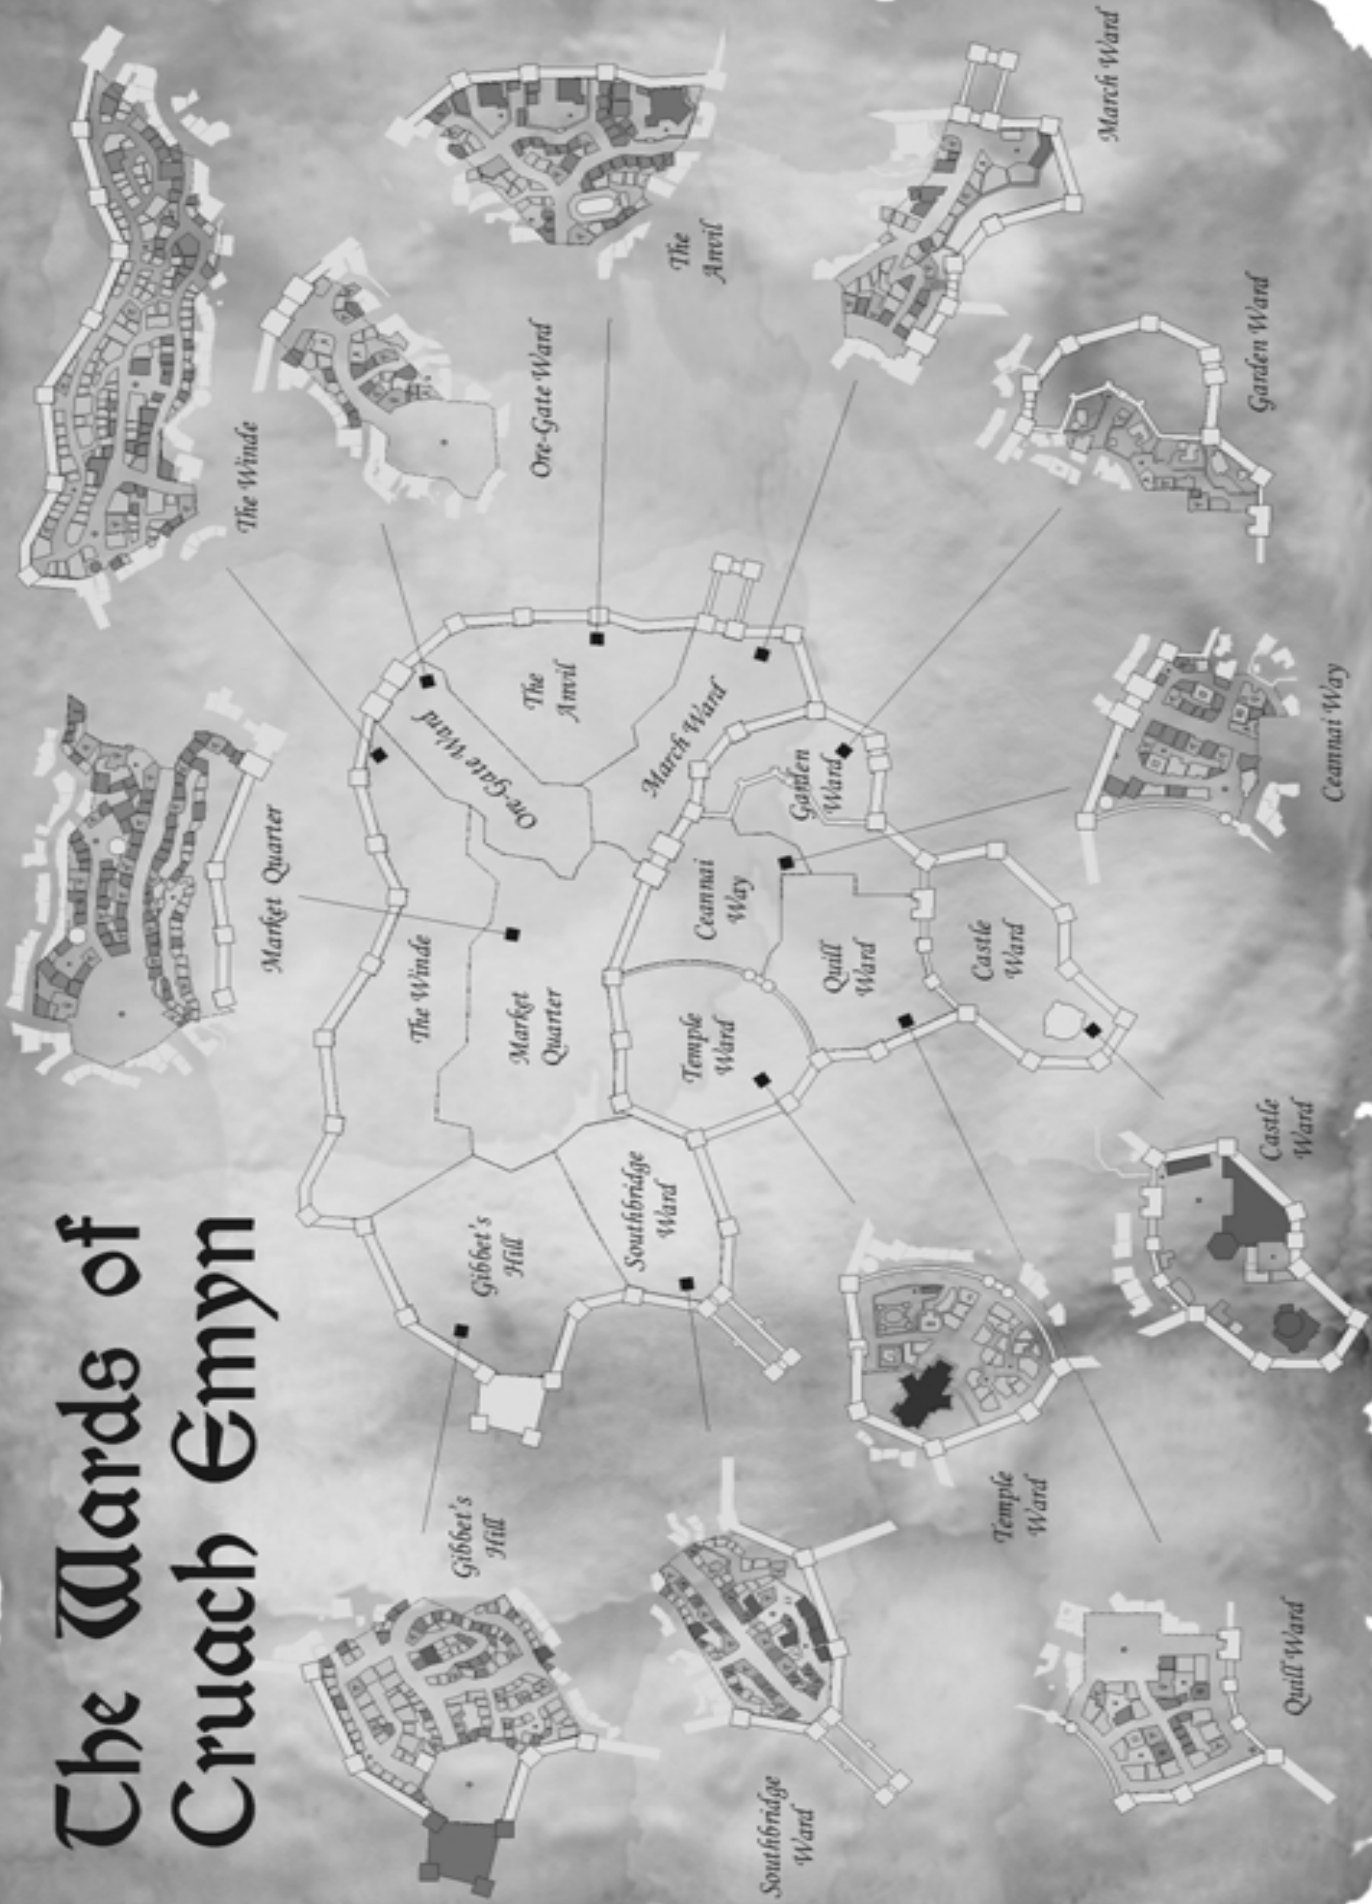 The Wards of
Cruach Emyn
The Winde
Market Quarter
The Winde
Gibbet's
Hill
Gibbet's
Hill
Ore-Gate Ward
Market
Quarter
The
Anvil
Ore-Gate Ward
Southbridge
Ward
March Ward
The
Anvil
Temple
Ward
Ceannai
Way
Southbridge
Ward
Garden
Ward
Quill
Ward
Castle
Ward
Temple
Ward
March Ward
Garden Ward
Castle
Ward
Quill Ward
Ceannai Way